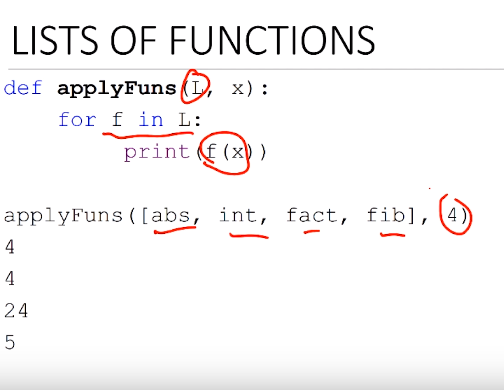 LISTS OF FUNCTIONS
def applyFuns(L, x):
    for f in L:
        print(f(x))
applyFuns([abs, int, fact, fib], 4)
4
4
24
5